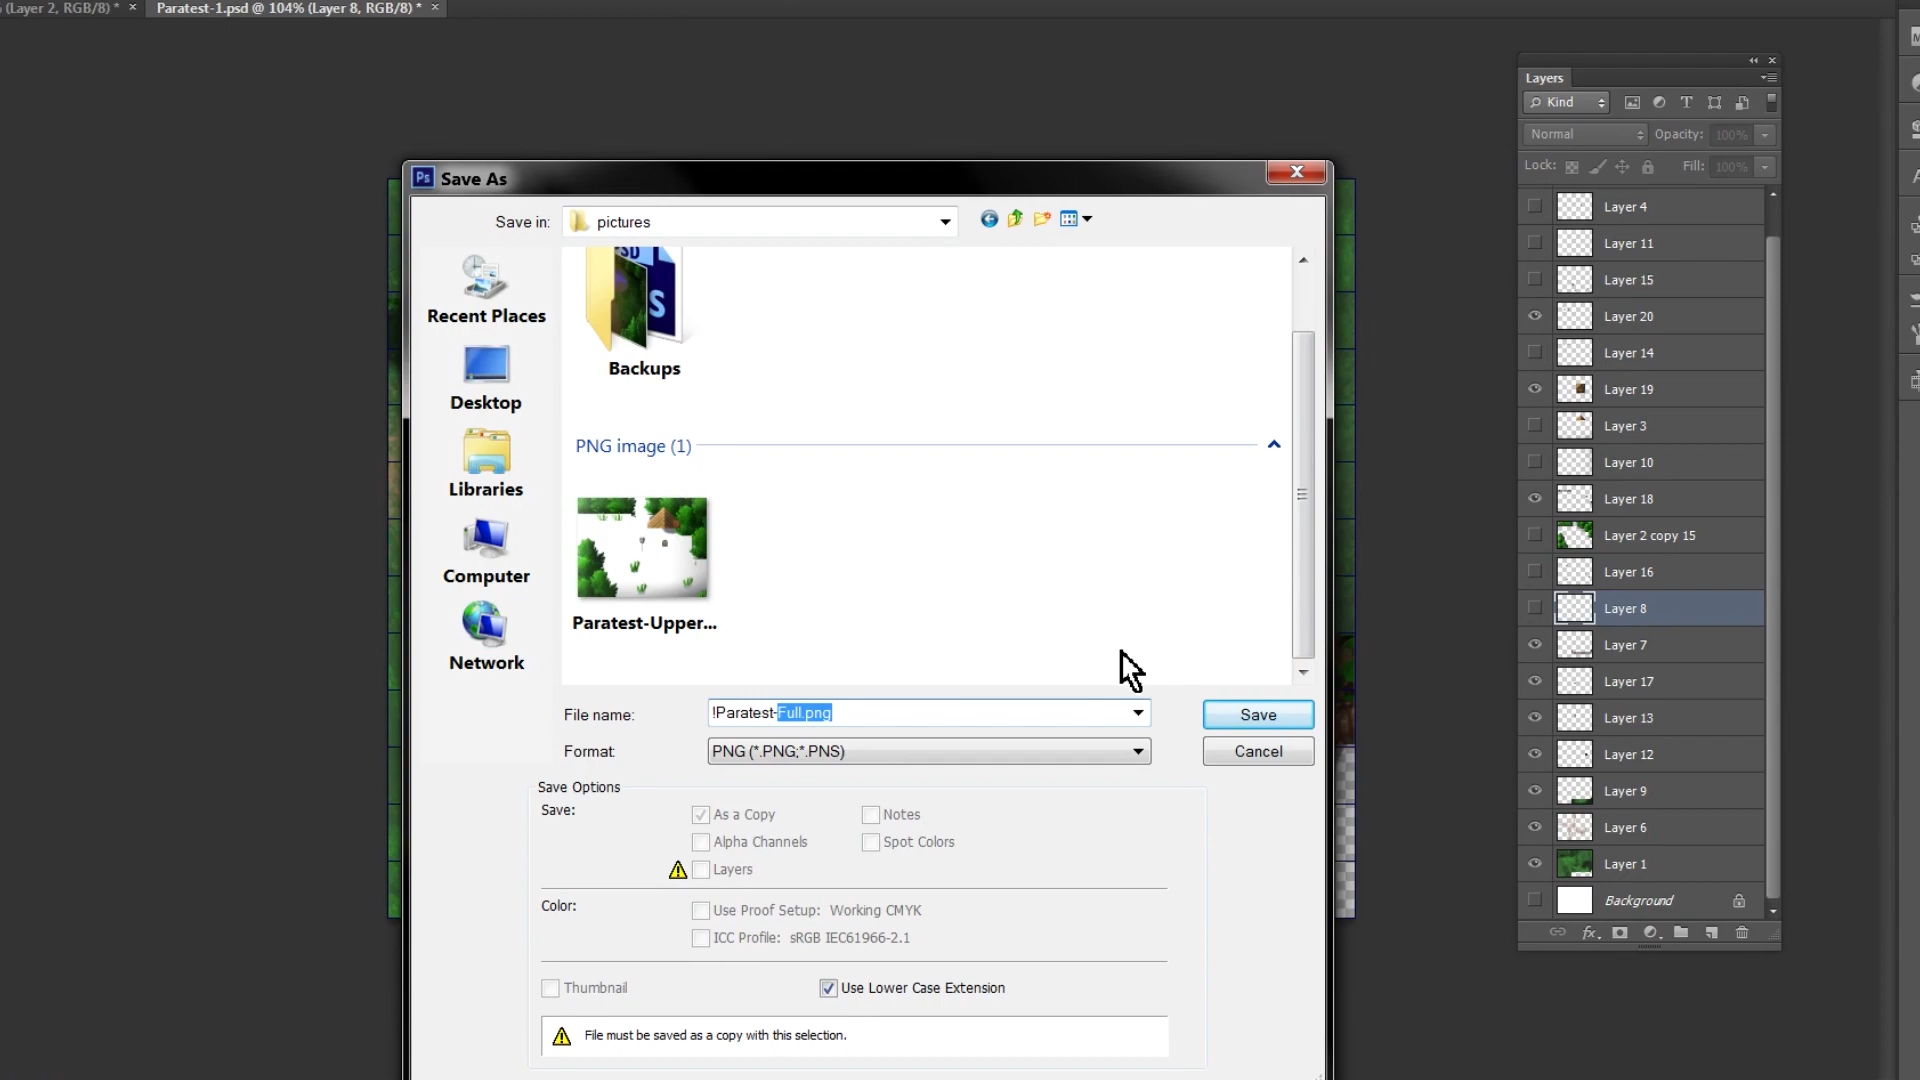 (Layer 2, RGB/8) * ×
Paratest-1.psd @ 104% (Layer 8, RGB/8) * ×
Ps Save As
Save in: pictures
Recent Places
Desktop
Libraries
Computer
Network
Backups
PNG image (1)
Paratest-Upper...
File name: !Paratest-Full.png
Save
Format: PNG (*.PNG;*.PNS)
Cancel
Save Options
Save:
As a Copy
Notes
Alpha Channels
Spot Colors
Layers
Color:
Use Proof Setup: Working CMYK
ICC Profile: sRGB IEC61966-2.1
Thumbnail
Use Lower Case Extension
File must be saved as a copy with this selection.
Layers
Kind
Normal
Opacity: 100%
Lock:
Fill: 100%
Layer 4
Layer 11
Layer 15
Layer 20
Layer 14
Layer 19
Layer 3
Layer 10
Layer 18
Layer 2 copy 15
Layer 16
Layer 8
Layer 7
Layer 17
Layer 13
Layer 12
Layer 9
Layer 6
Layer 1
Background
fx